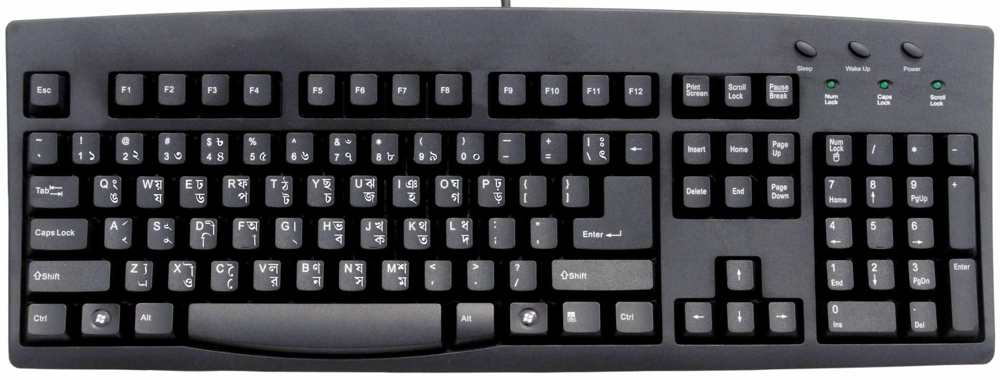 Sleep Wake Up Power
Esc F1 F2 F3 F4 F5 F6 F7 F8 F9 F10 F11 F12 Print Screen Scroll Lock Pause Break
Num Lock Caps Lock Scroll Lock
~ ! @ # $ ৳ % ^ & ঁ * ( ) — + | ঃ
` 1 ১ 2 ২ 3 ৩ 4 ৪ 5 ৫ 6 ৬ 7 ৭ 8 ৮ 9 ৯ 0 ০ - = \ ৎ ←
Insert Home Page Up Num Lock / * -
Tab Q ং W য় E ঢ R ফ T ঠ Y ছ U ঝ I ঞ O ঘ P ঢ় { }
ঙ য ড প ট চ জ হ গ ড় [ ]
Delete End Page Down 7 Home 8 ↑ 9 PgUp +
Caps Lock A র্ S ূ D ী F অ G । H ভ J খ K থ L ধ : "
ৃ ু ি া ্ ব ক ত দ ; ' Enter
4 ← 5 6 →
⇧Shift Z ্য X ৗ C ৈ V ল B ণ N ষ M শ < > ?
্র ও ে র ন স ম , . / ⇧Shift
↑ 1 End 2 ↓ 3 PgDn Enter
Ctrl Alt Alt Ctrl ← ↓ → 0 Ins . Del